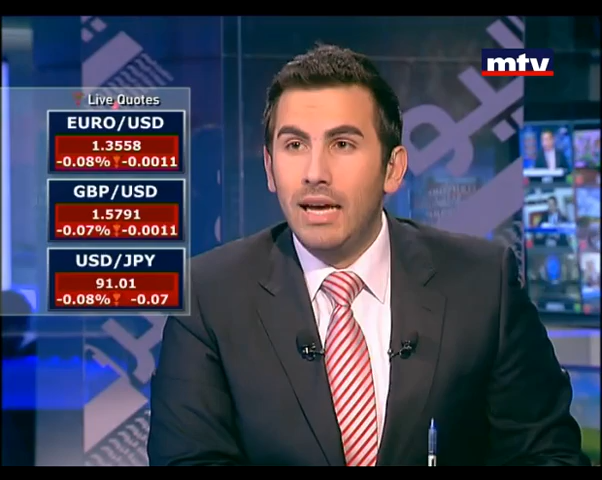 mtv
Live Quotes
EURO/USD
1.3558
-0.08% -0.0011
GBP/USD
1.5791
-0.07% -0.0011
USD/JPY
91.01
-0.08% -0.07